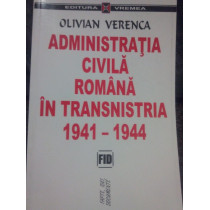 EDITURA VREMEA
OLIVIAN VERENCA
ADMINISTRAȚIA
CIVILĂ
ROMÂNĂ
ÎN TRANSNISTRIA
1941 - 1944
FID